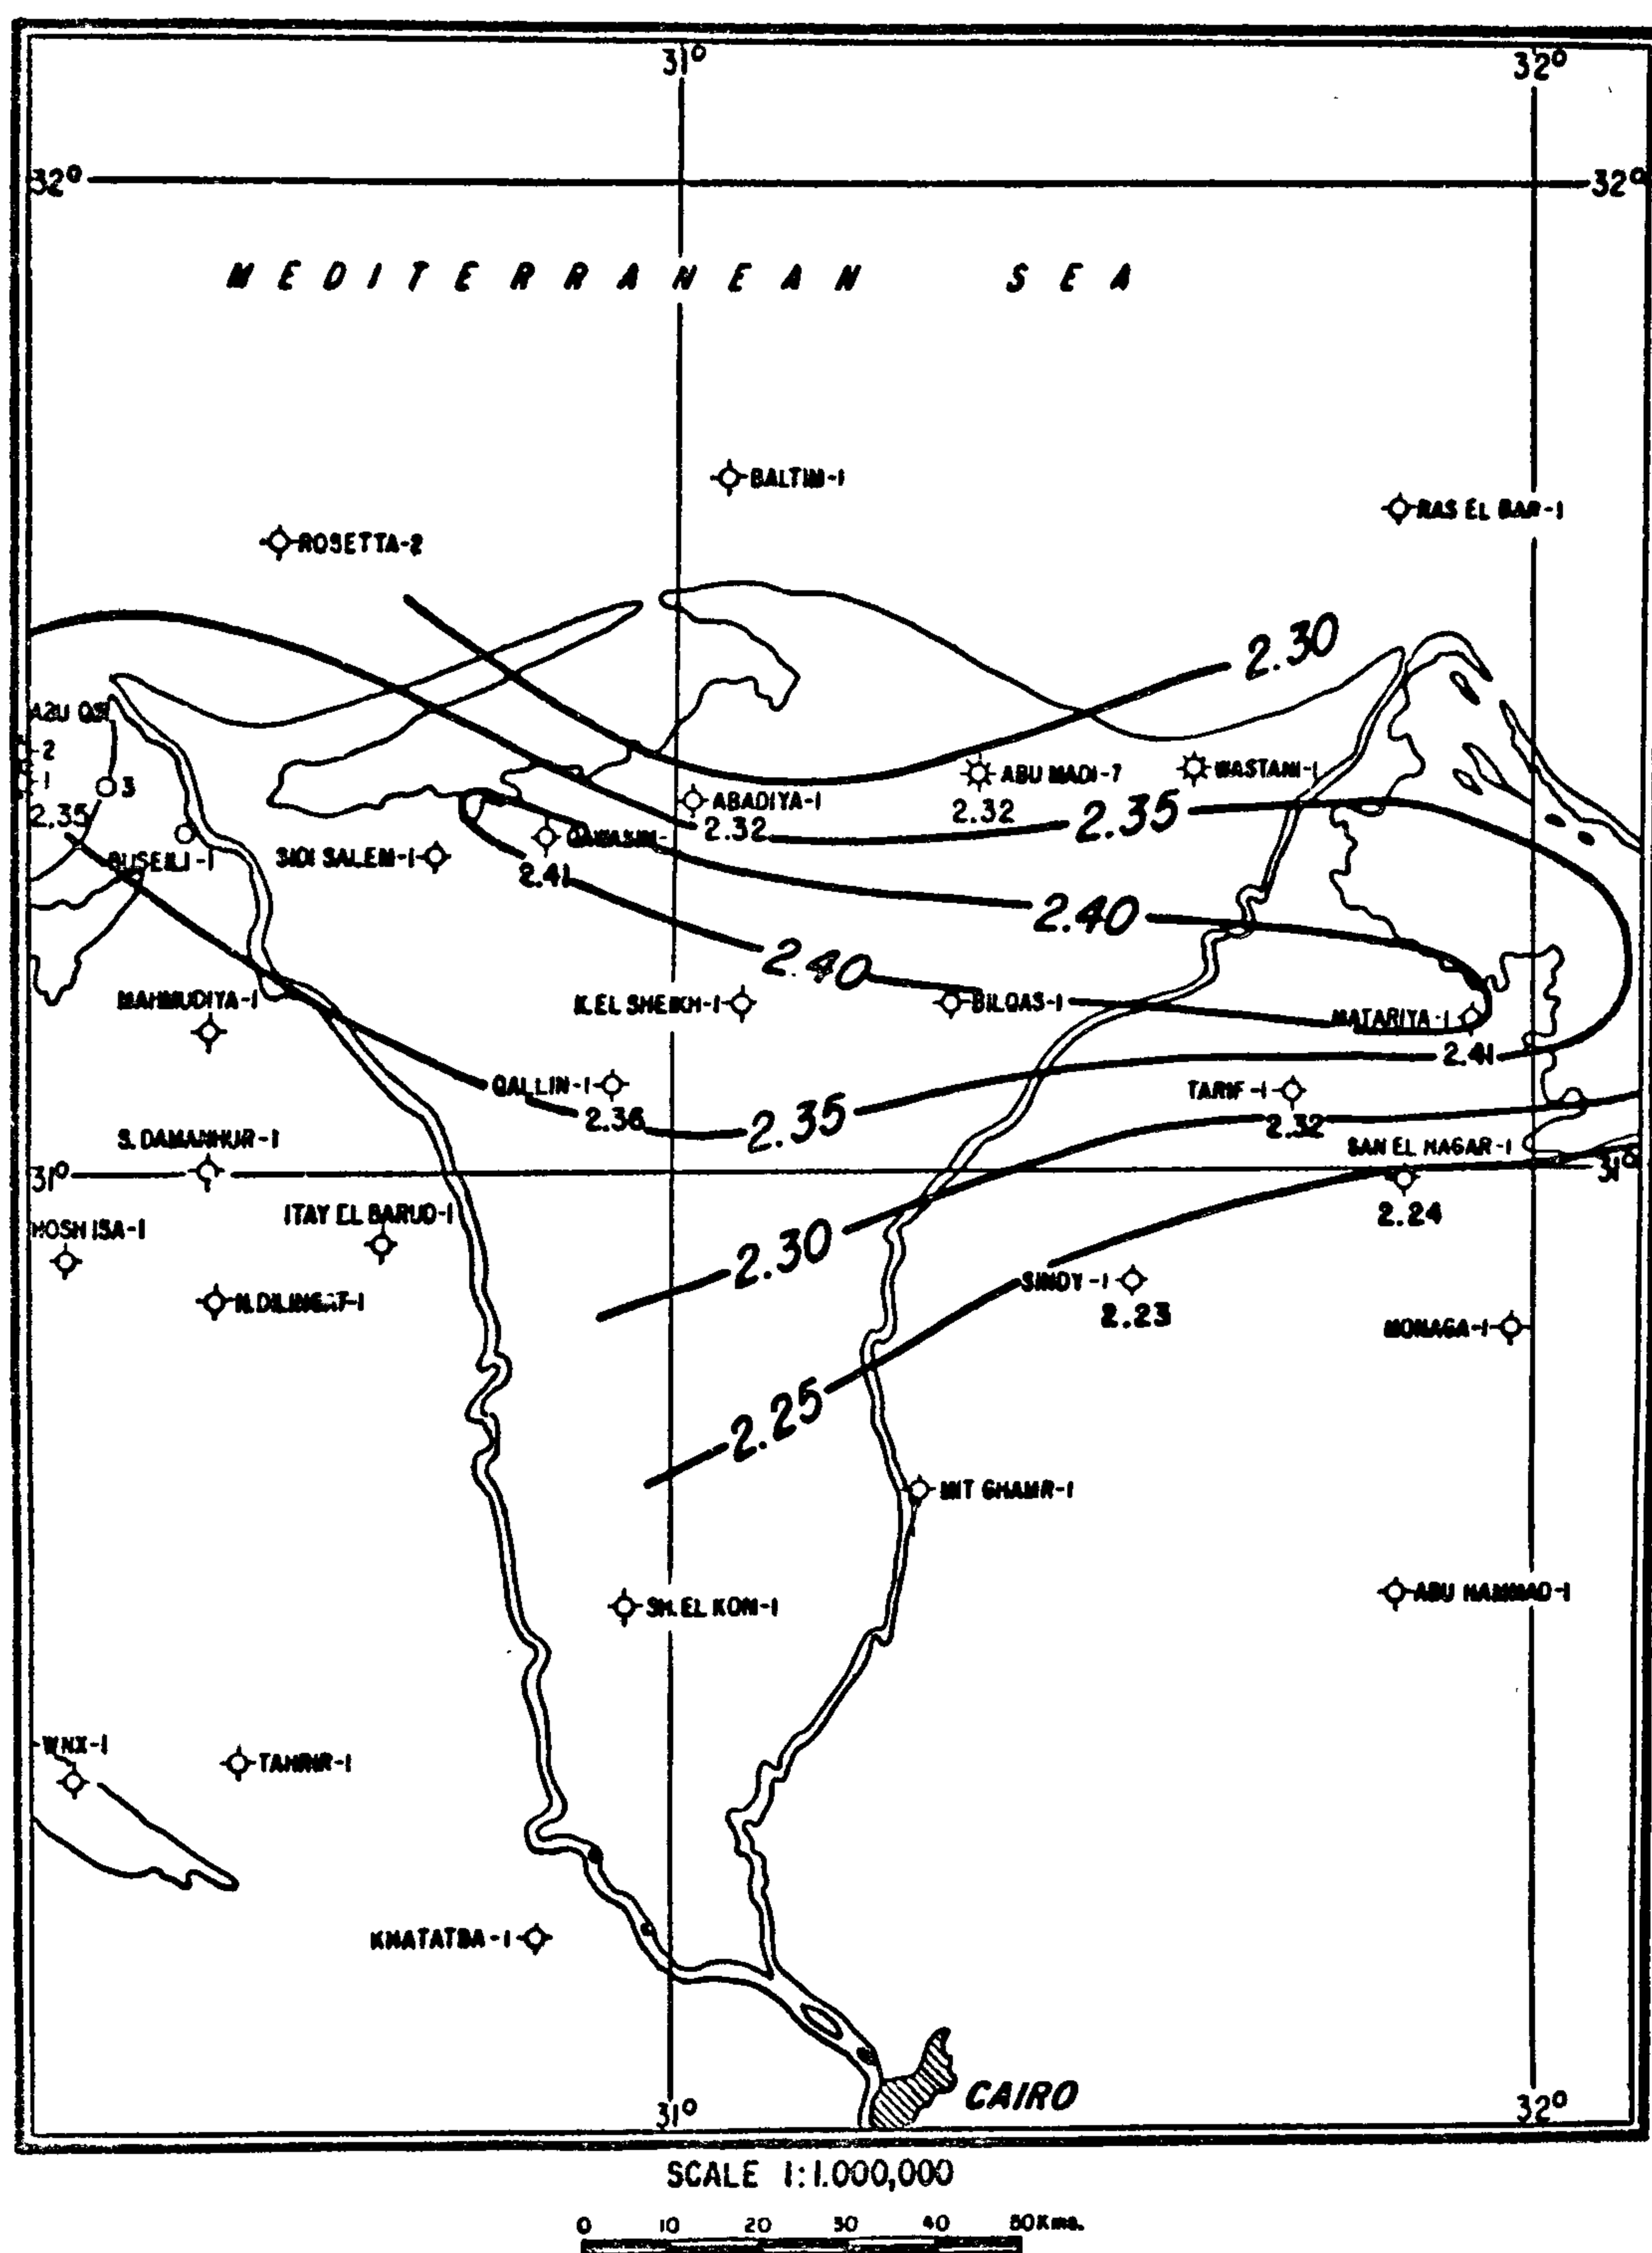 31° 32°
32° 32°
MEDITERRANEAN SEA
BALTIM-1
RAS EL BAR-1
ROSETTA-2
2.30
2
ABU MADI-7
WASTANI-1
1
3
ABADIYA-1
2.35
2.32
2.32
2.35
QAWASIM-
BUSEILI-1
SIDI SALEM-1
2.41
2.40
2.40
MAHMUDIYA-1
K.EL SHEIKH-1
BILQAS-1
MATARIYA-1
2.41
QALLIN-1
TARIF-1
2.36
2.35
2.32
S.DAMANHUR-1
SAN EL HAGAR-1
31° 31°
2.24
HOSH ISA-1
ITAY EL BARUD-1
2.30
SINDY-1
N.DILINGAT-1
2.23
MONAGA-1
2.25
MIT GHAMR-1
SH.EL KOM-1
ABU HAMMAD-1
WNX-1
TAHRIR-1
KHATATBA-1
CAIRO
31° 32°
SCALE 1:1.000,000
0 10 20 30 40 50Kms.